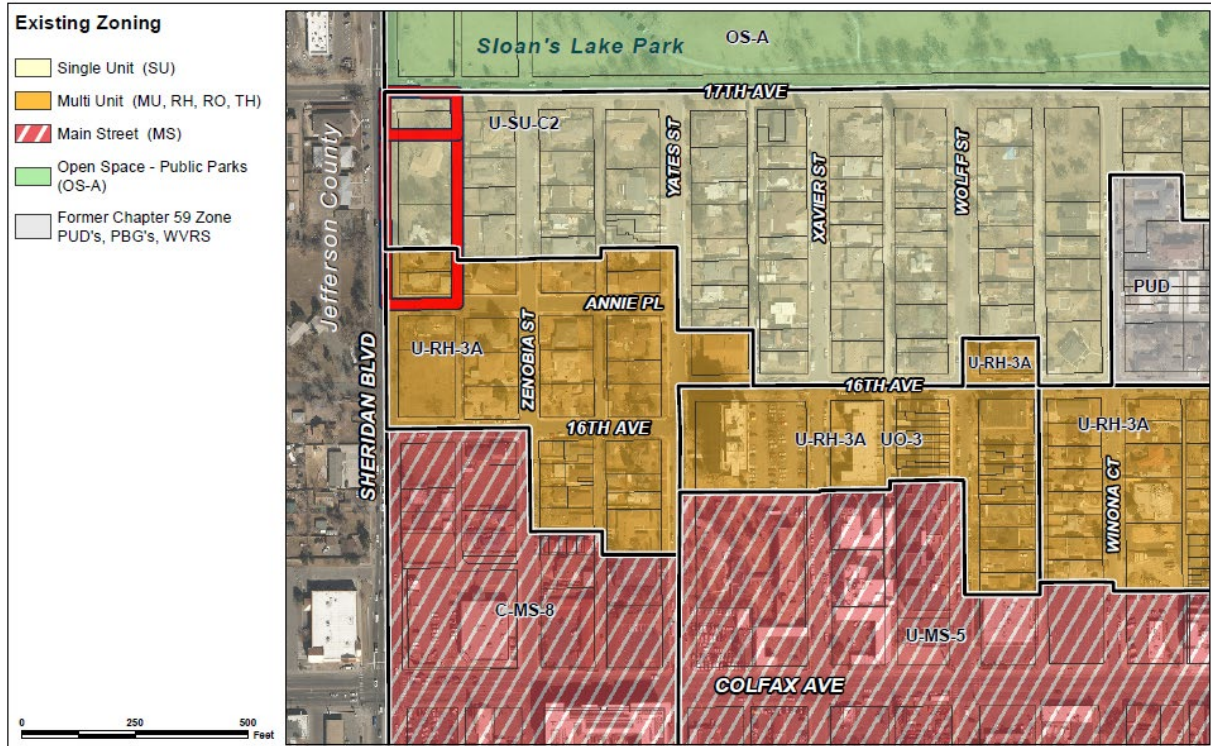 Existing Zoning
Single Unit (SU)
Multi Unit (MU, RH, RO, TH)
Main Street (MS)
Open Space - Public Parks
(OS-A)
Former Chapter 59 Zone
PUD's, PBG's, WVRS
0 250 500
Feet
Sloan's Lake Park
OS-A
17TH AVE
U-SU-C2
Jefferson County
SHERIDAN BLVD
YATES ST
XAVIER ST
WOLFF ST
PUD
ANNIE PL
U-RH-3A
ZENOBIA ST
16TH AVE
U-RH-3A
16TH AVE
U-RH-3A UO-3
U-RH-3A
WINONA CT
C-MS-8
U-MS-5
COLFAX AVE